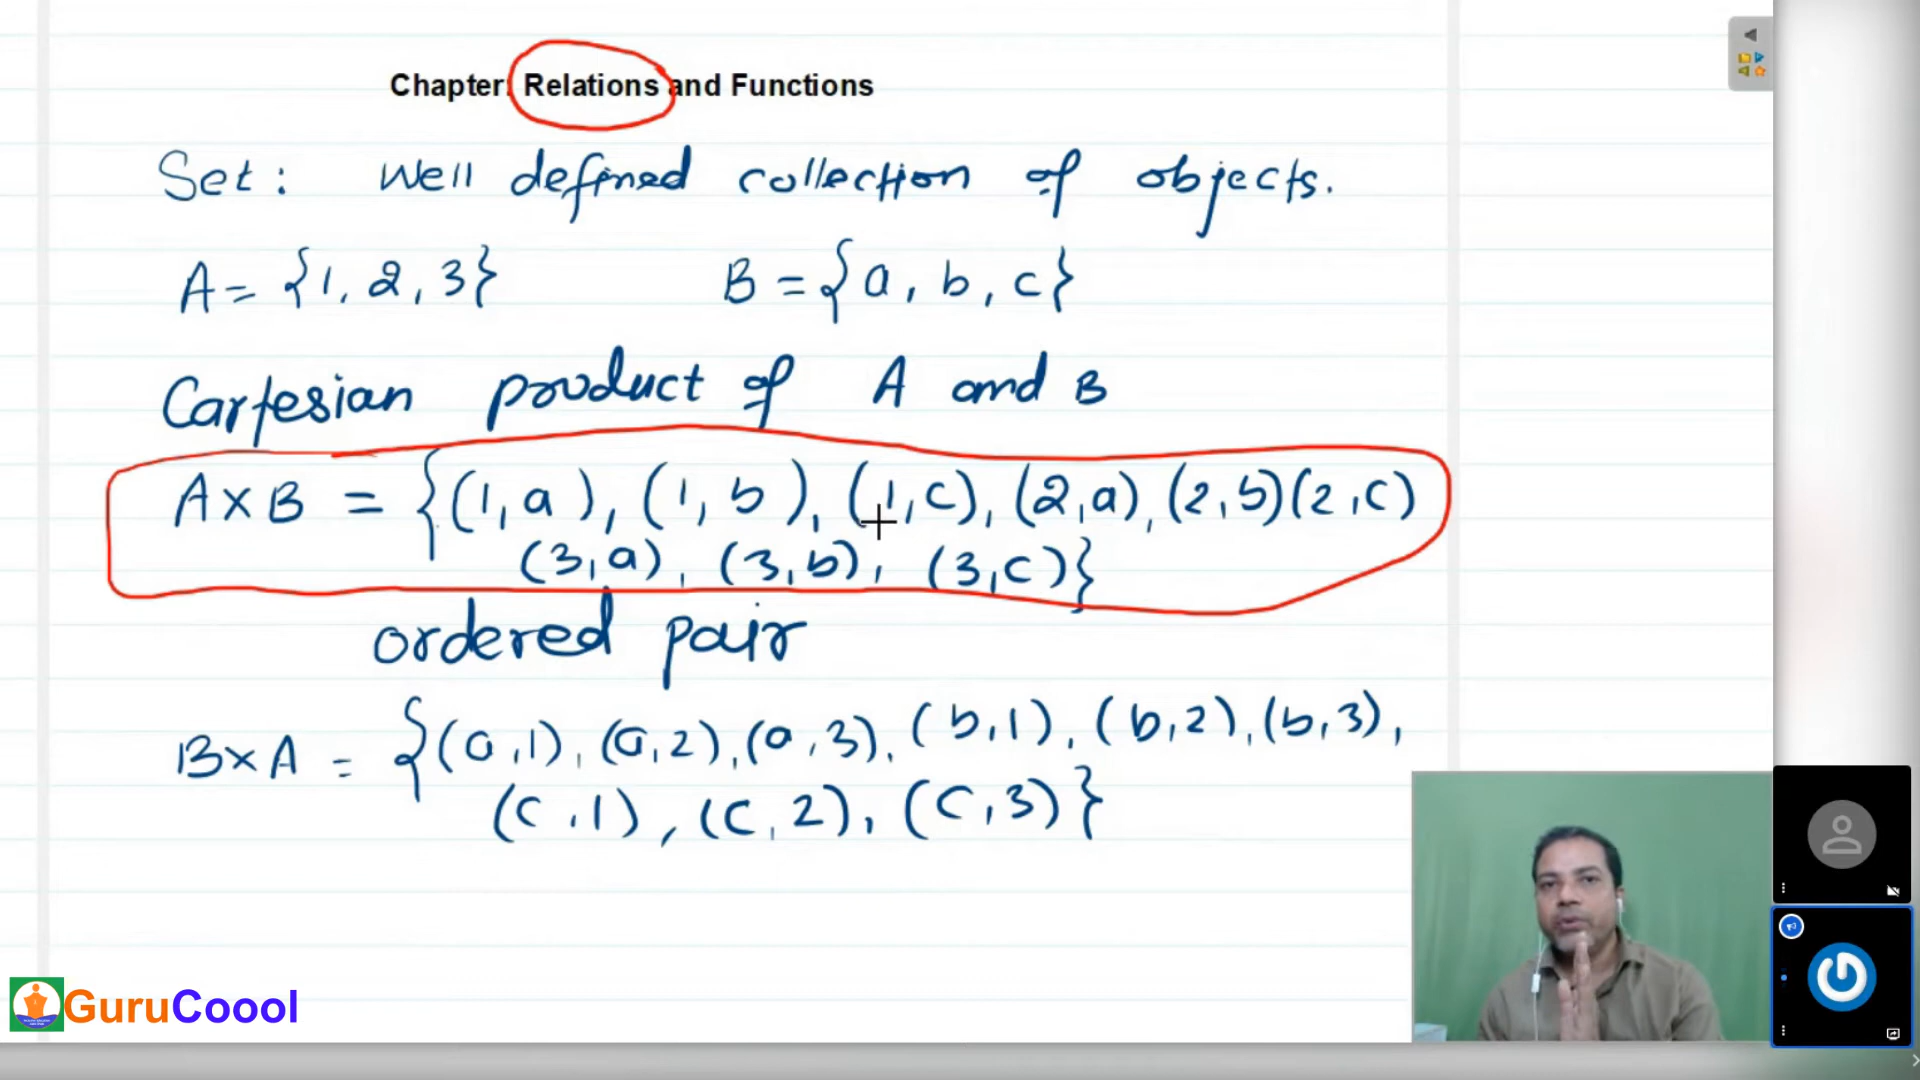 Chapter: Relations and Functions
Set: Well defined collection of objects.
A = {1, 2, 3} B = {a, b, c}
Cartesian product of A and B
A×B = {(1,a), (1,b), (1,c), (2,a), (2,b)(2,c)
(3,a), (3,b), (3,c)}
ordered pair
B×A = {(a,1), (a,2), (a,3), (b,1), (b,2), (b,3),
(c,1), (c,2), (c,3)}
GuruCoool